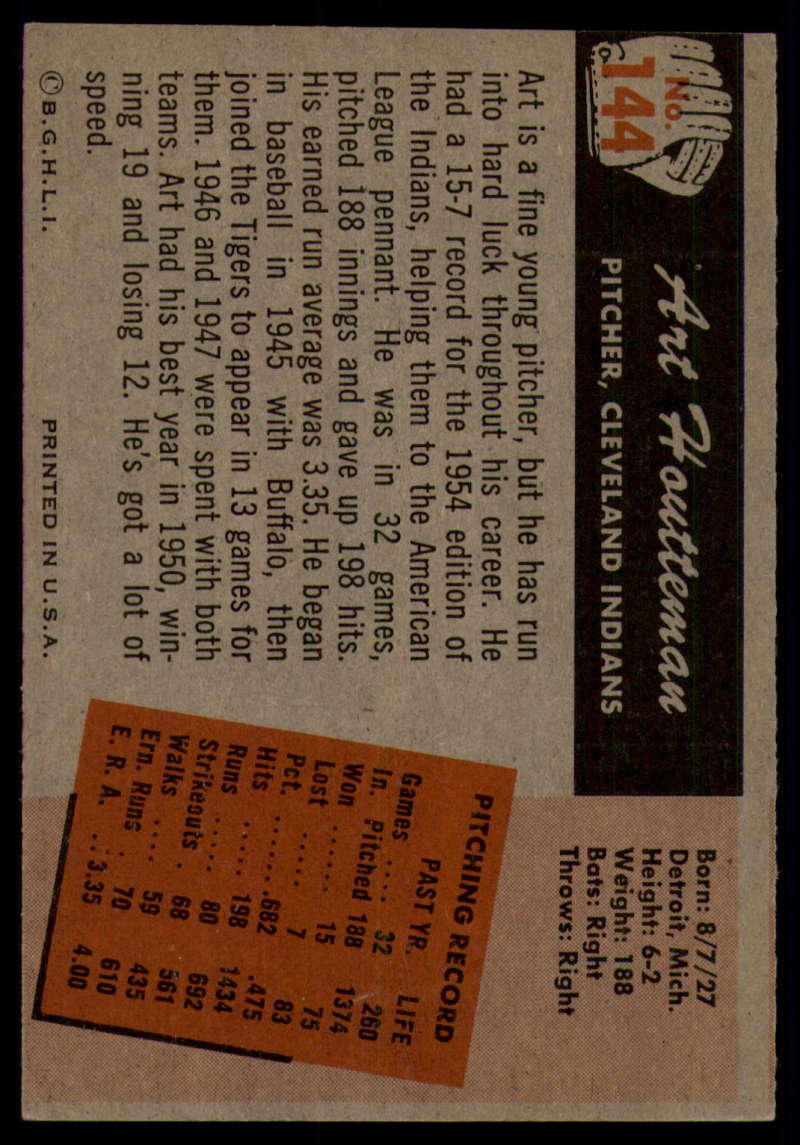 No.
144
Art Houtteman
PITCHER, CLEVELAND INDIANS
Born: 8/7/27
Detroit, Mich.
Height: 6-2
Weight: 188
Bats: Right
Throws: Right
Art is a fine young pitcher, but he has run
into hard luck throughout his career. He
had a 15-7 record for the 1954 edition of
the Indians, helping them to the American
League pennant. He was in 32 games,
pitched 188 innings and gave up 198 hits.
His earned run average was 3.35. He began
in baseball in 1945 with Buffalo, then
joined the Tigers to appear in 13 games for
them. 1946 and 1947 were spent with both
teams. Art had his best year in 1950, win-
ning 19 and losing 12. He's got a lot of
speed.
PITCHING RECORD
PAST YR. LIFE
Games .... 32 260
In. Pitched 188 1374
Won ...... 15 75
Lost ..... 7 83
Pct. ...... .682 .475
Hits ..... 198 1434
Runs ..... 80 692
Strikeouts . 68 561
Walks .... 59 435
Ern. Runs . 70 610
E. R. A. .. 3.35 4.00
© B.G.H.L.I. PRINTED IN U.S.A.